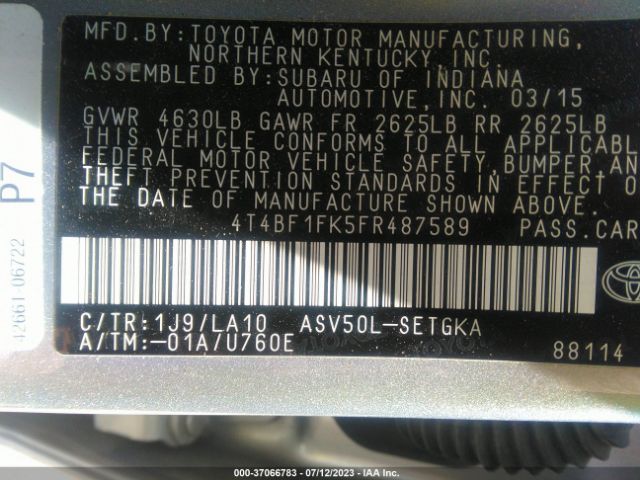 MFD.BY:TOYOTA MOTOR MANUFACTURING,
NORTHERN KENTUCKY,INC.
ASSEMBLED BY:SUBARU OF INDIANA
AUTOMOTIVE,INC. 03/15
GVWR 4630LB GAWR FR 2625LB RR 2625LB
THIS VEHICLE CONFORMS TO ALL APPLICABL
FEDERAL MOTOR VEHICLE SAFETY,BUMPER,AN
THEFT PREVENTION STANDARDS IN EFFECT O
THE DATE OF MANUFACTURE SHOWN ABOVE.
4T4BF1FK5FR487589 PASS.CAR
C/TR:1J9/LA10 ASV50L-SETGKA
A/TM:-01A/U760E
88114
P7
42661-06722
TOYOTA
000-37066783 - 07/12/2023 - IAA Inc.